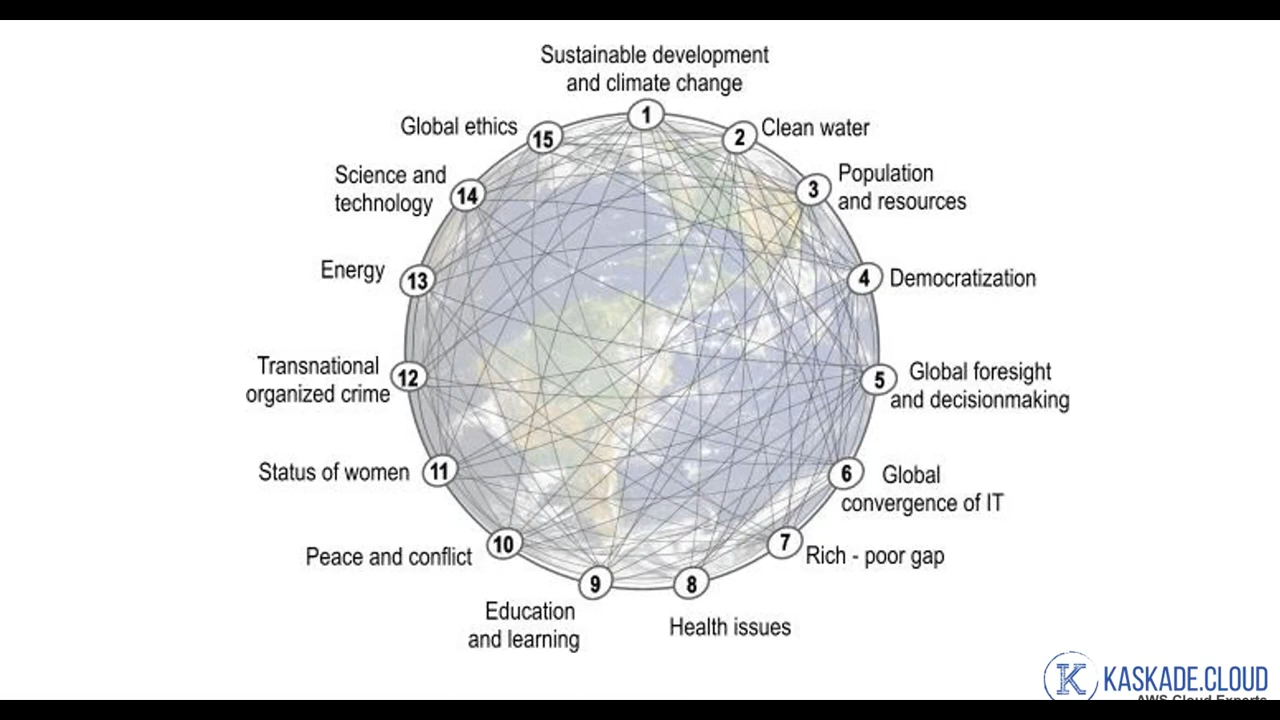 Sustainable development
and climate change
1
2
Clean water
3
Population
and resources
4
Democratization
5
Global foresight
and decisionmaking
6
Global
convergence of IT
7
Rich - poor gap
8
Health issues
9
Education
and learning
10
Peace and conflict
11
Status of women
12
Transnational
organized crime
13
Energy
14
Science and
technology
15
Global ethics
K
KASKADE.CLOUD
AWS Cloud Experts